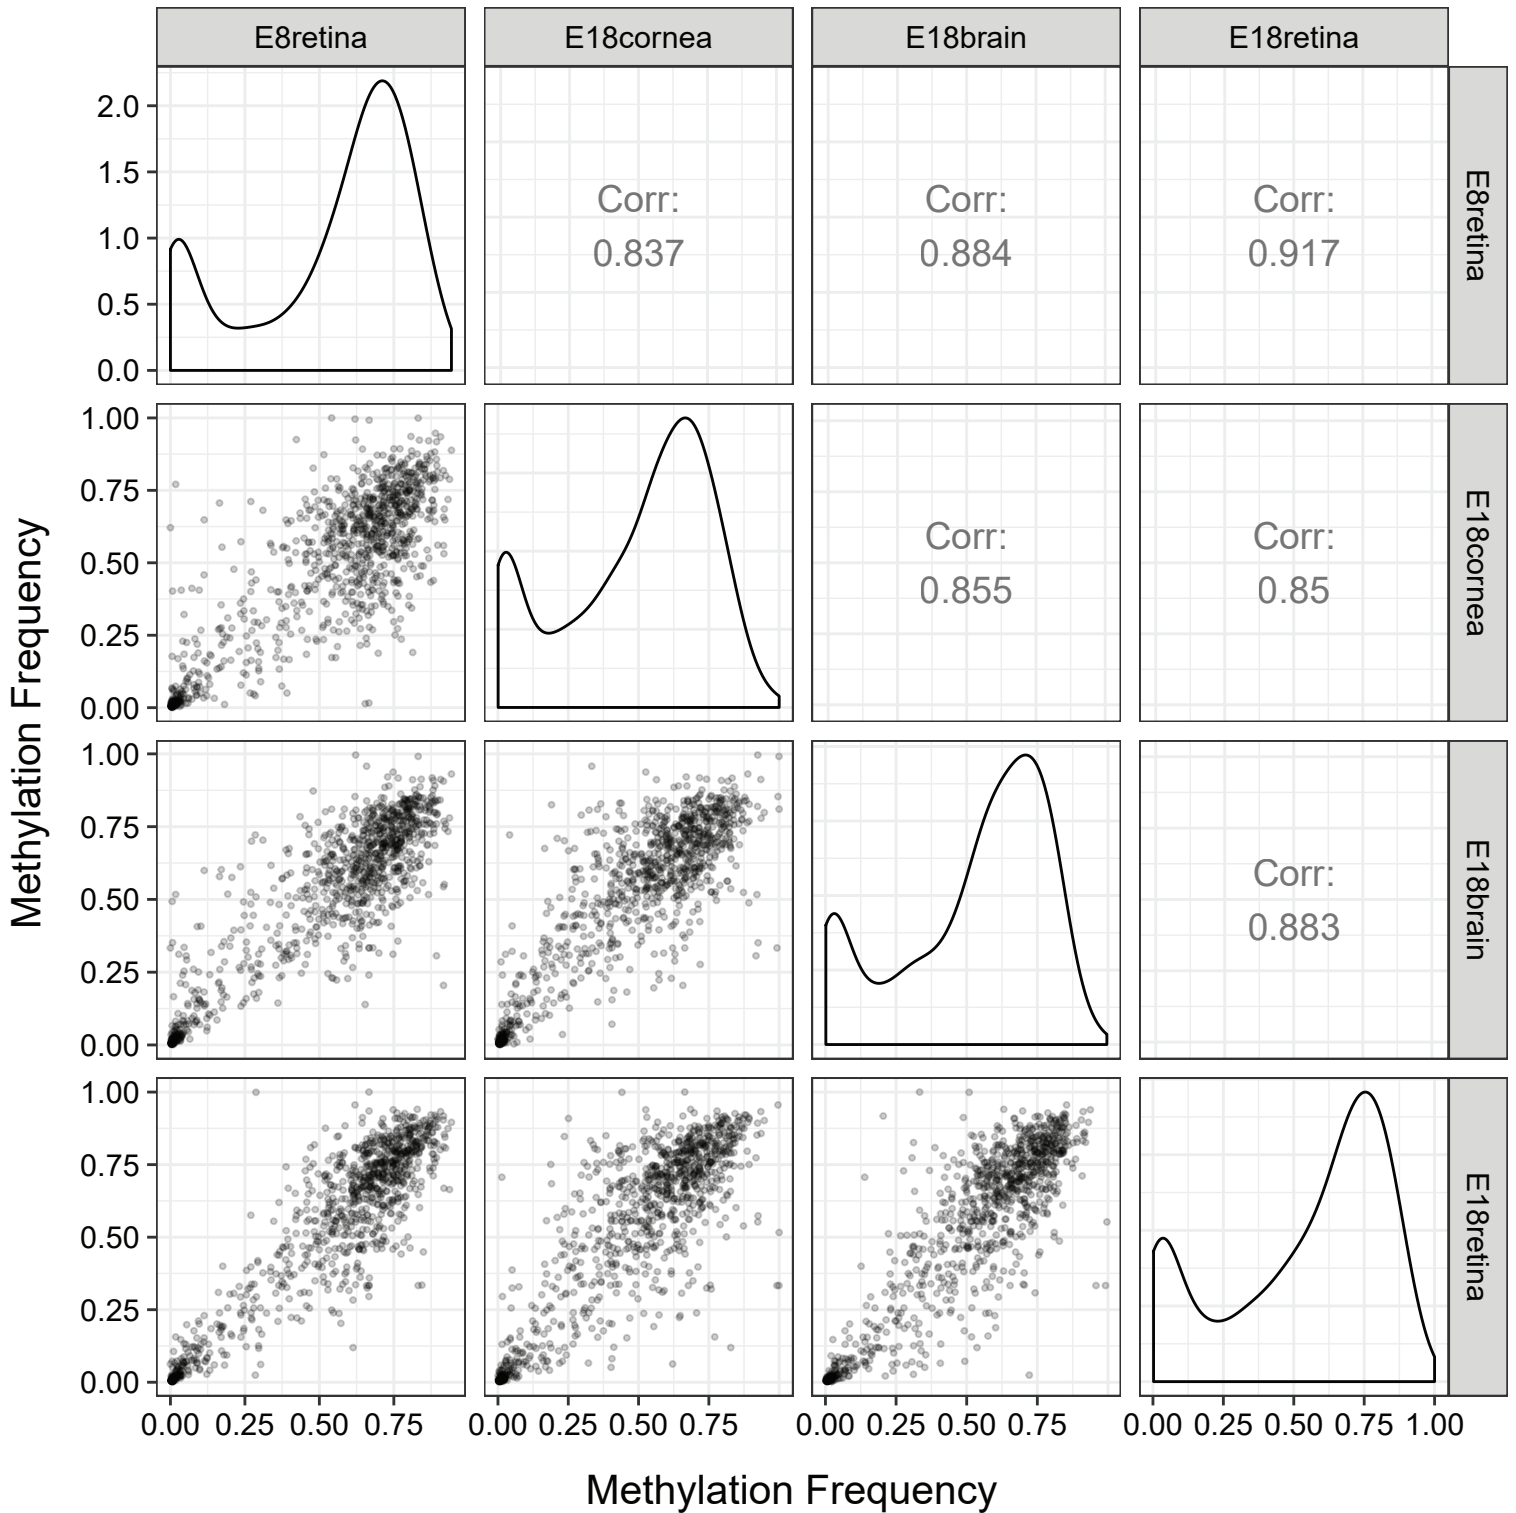 E8retina E18cornea E18brain E18retina
2.0
1.5
1.0
0.5
0.0
Corr:
0.837
Corr:
0.884
Corr:
0.917
E8retina
1.00
0.75
0.50
0.25
0.00
Corr:
0.855
Corr:
0.85
E18cornea
Methylation Frequency
1.00
0.75
0.50
0.25
0.00
Corr:
0.883
E18brain
1.00
0.75
0.50
0.25
0.00
E18retina
0.00 0.25 0.50 0.75 0.00 0.25 0.50 0.75 0.00 0.25 0.50 0.75 0.00 0.25 0.50 0.75 1.00
Methylation Frequency